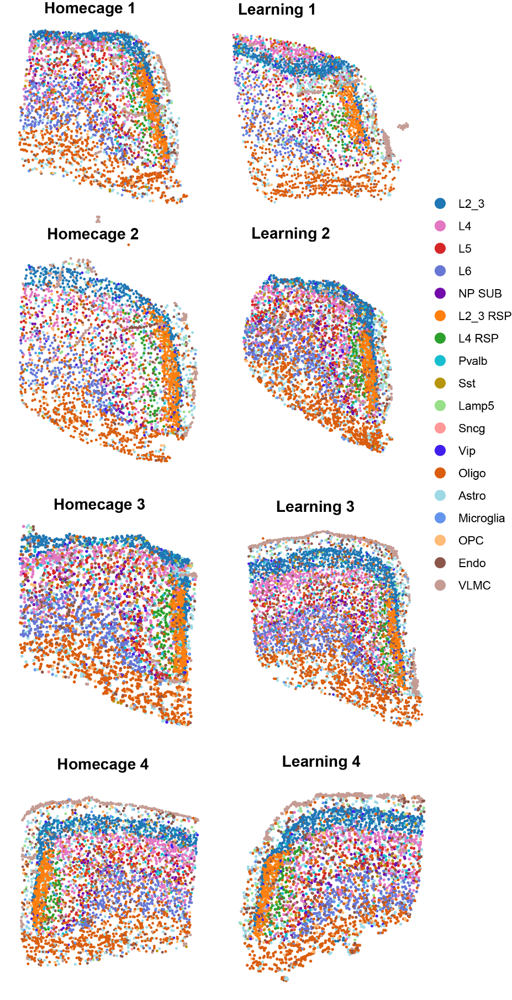 Homecage 1
Learning 1
Homecage 2
Learning 2
L2_3
L4
L5
L6
NP SUB
L2_3 RSP
L4 RSP
Pvalb
Sst
Lamp5
Sncg
Vip
Oligo
Astro
Microglia
OPC
Endo
VLMC
Homecage 3
Learning 3
Homecage 4
Learning 4